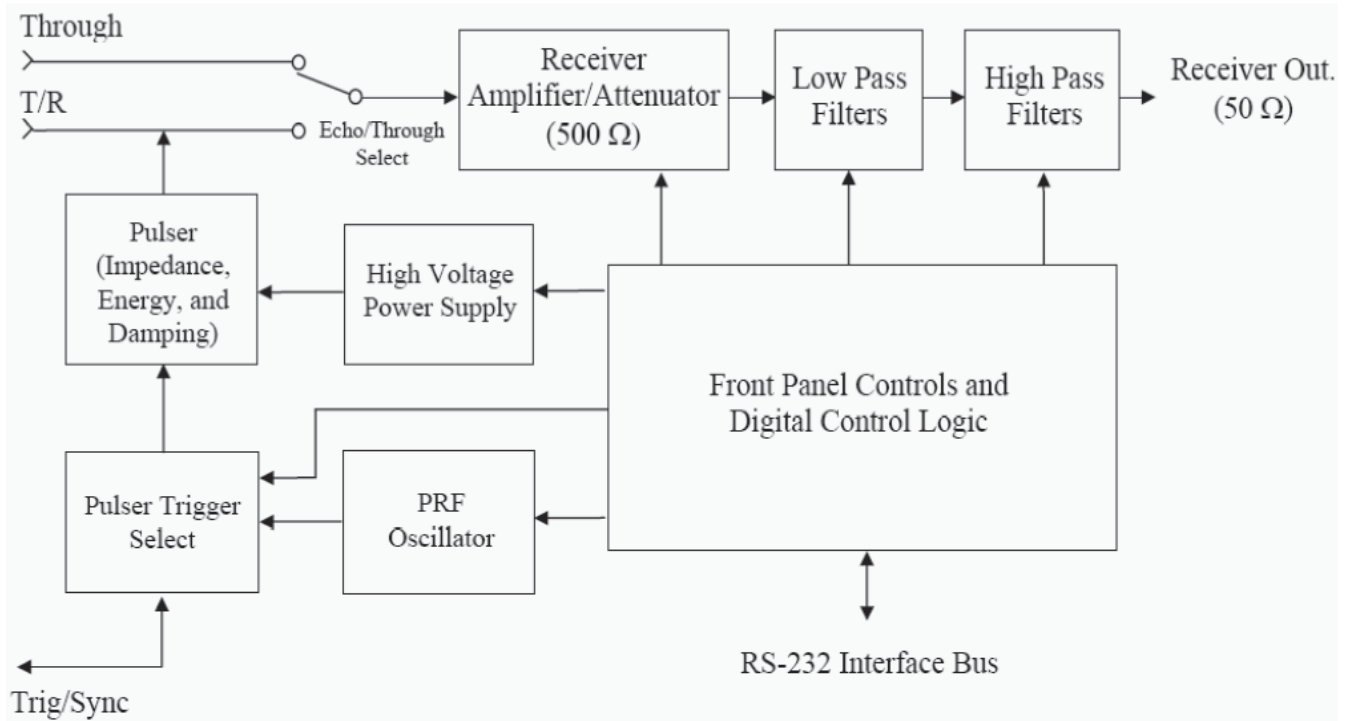 Through
T/R
Echo/Through
Select
Receiver
Amplifier/Attenuator
(500 Ω)
Low Pass
Filters
High Pass
Filters
Receiver Out.
(50 Ω)
Pulser
(Impedance,
Energy, and
Damping)
High Voltage
Power Supply
Front Panel Controls and
Digital Control Logic
Pulser Trigger
Select
PRF
Oscillator
RS-232 Interface Bus
Trig/Sync